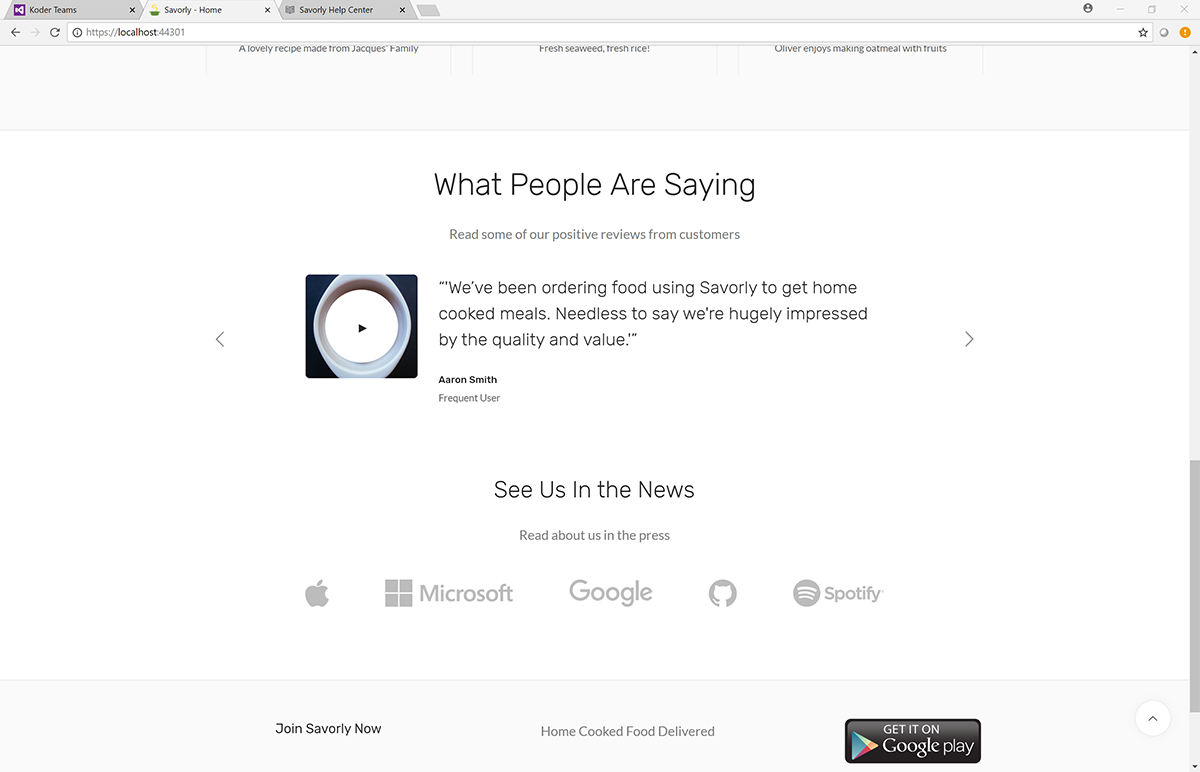 Koder Teams
Savorly - Home
Savorly Help Center
https://localhost:44301
A lovely recipe made from Jacques' Family
Fresh seaweed, fresh rice!
Oliver enjoys making oatmeal with fruits
What People Are Saying
Read some of our positive reviews from customers
“'We’ve been ordering food using Savorly to get home
cooked meals. Needless to say we're hugely impressed
by the quality and value.'”
Aaron Smith
Frequent User
See Us In the News
Read about us in the press
Microsoft
Google
Spotify
Join Savorly Now
Home Cooked Food Delivered
GET IT ON
Google play